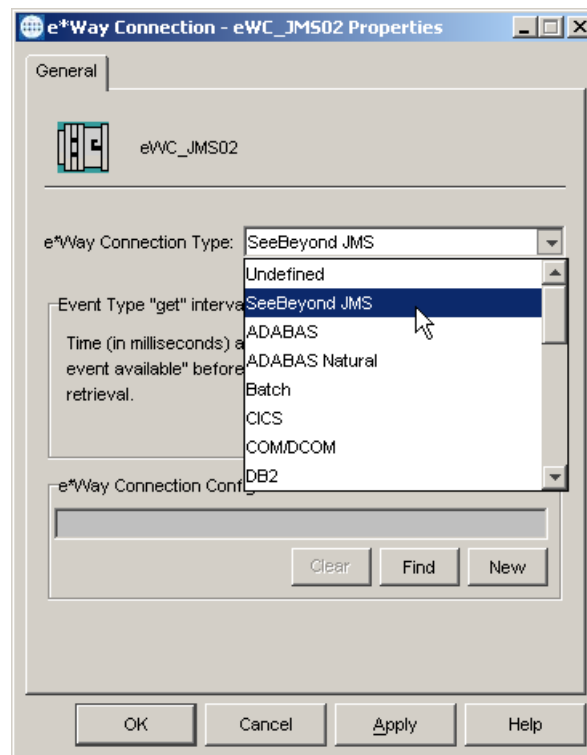 e*Way Connection - eWC_JMS02 Properties
General
eWC_JMS02
e*Way Connection Type: SeeBeyond JMS
Undefined
Event Type "get" interva SeeBeyond JMS
Time (in milliseconds) a ADABAS
event available" before ADABAS Natural
retrieval. Batch
CICS
COM/DCOM
e*Way Connection Config DB2
Clear Find New
OK Cancel Apply Help